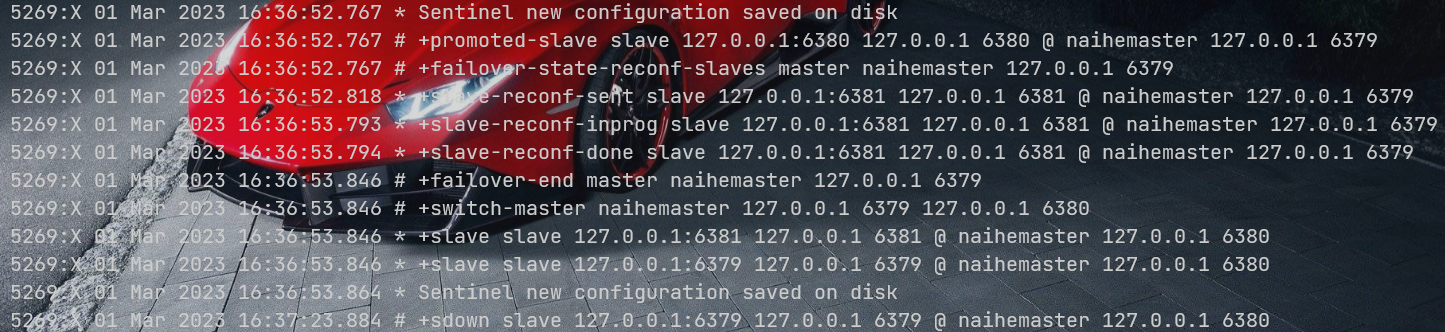 5269:X 01 Mar 2023 16:36:52.767 * Sentinel new configuration saved on disk
5269:X 01 Mar 2023 16:36:52.767 # +promoted-slave slave 127.0.0.1:6380 127.0.0.1 6380 @ naihemaster 127.0.0.1 6379
5269:X 01 Mar 2023 16:36:52.767 # +failover-state-reconf-slaves master naihemaster 127.0.0.1 6379
5269:X 01 Mar 2023 16:36:52.818 * +slave-reconf-sent slave 127.0.0.1:6381 127.0.0.1 6381 @ naihemaster 127.0.0.1 6379
5269:X 01 Mar 2023 16:36:53.793 * +slave-reconf-inprog slave 127.0.0.1:6381 127.0.0.1 6381 @ naihemaster 127.0.0.1 6379
5269:X 01 Mar 2023 16:36:53.794 * +slave-reconf-done slave 127.0.0.1:6381 127.0.0.1 6381 @ naihemaster 127.0.0.1 6379
5269:X 01 Mar 2023 16:36:53.846 # +failover-end master naihemaster 127.0.0.1 6379
5269:X 01 Mar 2023 16:36:53.846 # +switch-master naihemaster 127.0.0.1 6379 127.0.0.1 6380
5269:X 01 Mar 2023 16:36:53.846 * +slave slave 127.0.0.1:6381 127.0.0.1 6381 @ naihemaster 127.0.0.1 6380
5269:X 01 Mar 2023 16:36:53.846 * +slave slave 127.0.0.1:6379 127.0.0.1 6379 @ naihemaster 127.0.0.1 6380
5269:X 01 Mar 2023 16:36:53.864 * Sentinel new configuration saved on disk
5269:X 01 Mar 2023 16:37:23.884 # +sdown slave 127.0.0.1:6379 127.0.0.1 6379 @ naihemaster 127.0.0.1 6380